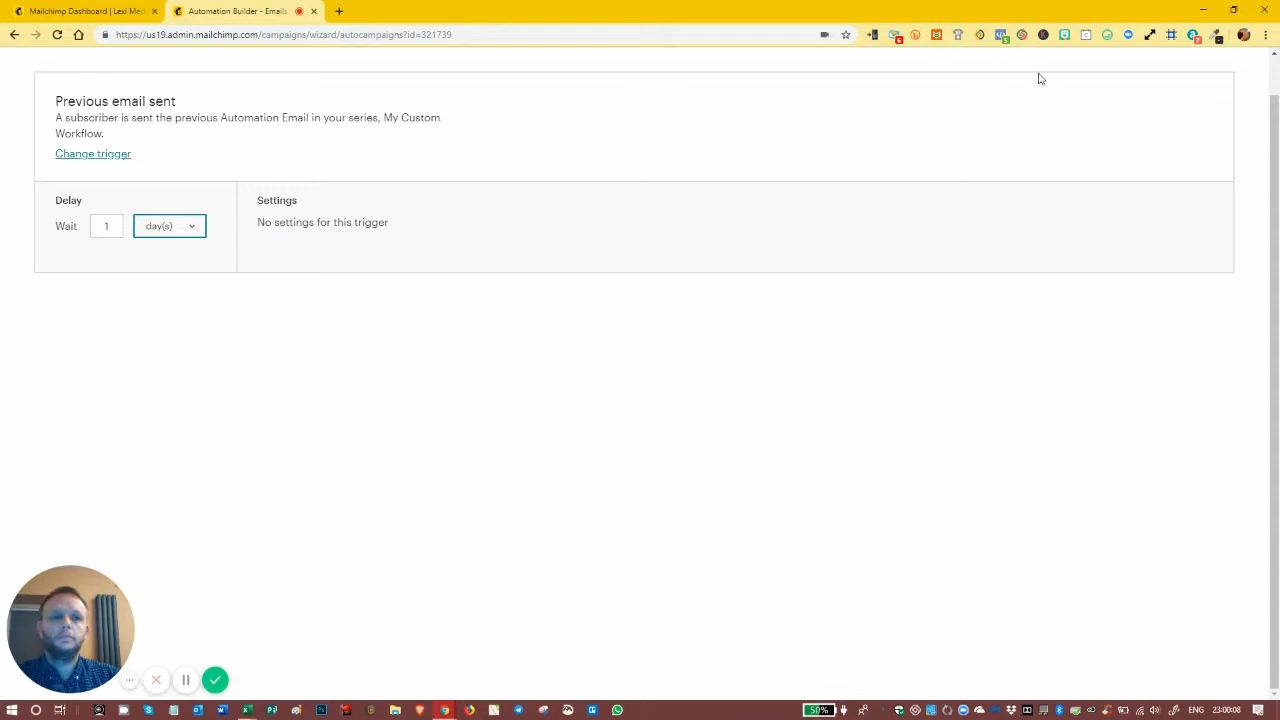 Mailchimp Dashboard | Lexi Med
Automation Builder - Emails
https://us19.admin.mailchimp.com/campaigns/wizard/autocampaigns?id=321739
Previous email sent
A subscriber is sent the previous Automation Email in your series, My Custom
Workflow.
Change trigger
Delay
Settings
Wait 1 day(s)
No settings for this trigger
50%
ENG
23:00:08